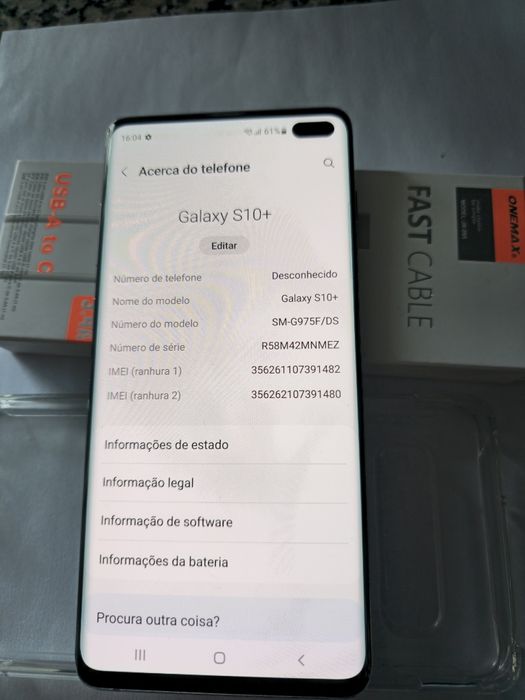 16:04 61%
Acerca do telefone
Galaxy S10+
Editar
Número de telefone Desconhecido
Nome do modelo Galaxy S10+
Número do modelo SM-G975F/DS
Número de série R58M42MNMEZ
IMEI (ranhura 1) 356261107391482
IMEI (ranhura 2) 356262107391480
Informações de estado
Informação legal
Informação de software
Informações da bateria
Procura outra coisa?
USB-A to C
FAST CABLE
ONEMAX